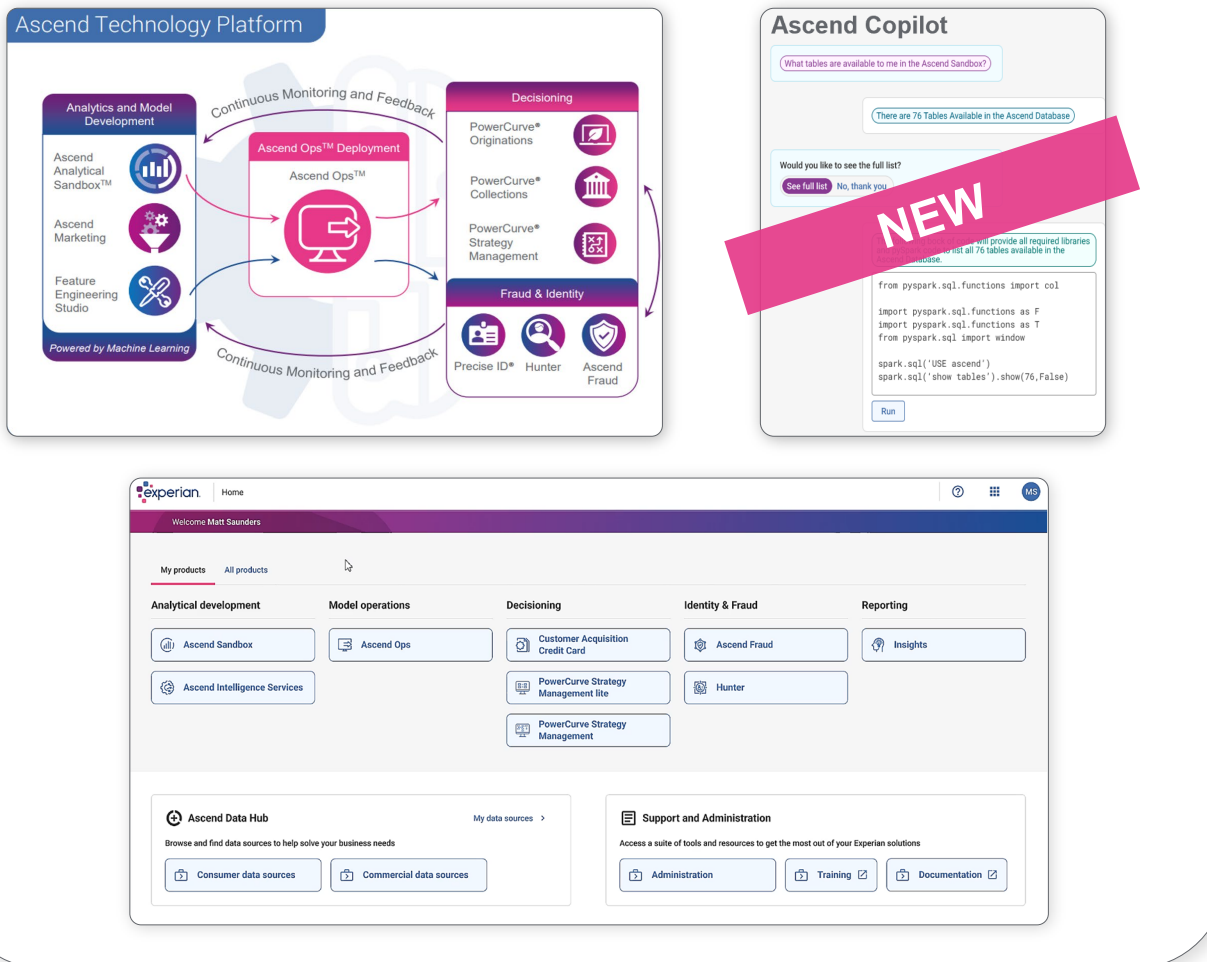 Ascend Technology Platform
Analytics and Model
Development
Ascend
Analytical
Sandbox™
Ascend
Marketing
Feature
Engineering
Studio
Powered by Machine Learning
Continuous Monitoring and Feedback
Ascend Ops™ Deployment
Ascend Ops™
Continuous Monitoring and Feedback
Decisioning
PowerCurve®
Originations
PowerCurve®
Collections
PowerCurve®
Strategy
Management
Fraud & Identity
Precise ID®
Hunter
Ascend
Fraud
Ascend Copilot
What tables are available to me in the Ascend Sandbox?
There are 76 Tables Available in the Ascend Database
Would you like to see the full list?
See full list
No, thank you
NEW
will provide all required libraries
to list all 76 tables available in the
Database.
from pyspark.sql.functions import col
import pyspark.sql.functions as F
import pyspark.sql.functions as T
from pyspark.sql import window
spark.sql('USE ascend')
spark.sql('show tables').show(76,False)
Run
experian.
Home
MS
Welcome Matt Saunders
My products
All products
Analytical development
Model operations
Decisioning
Identity & Fraud
Reporting
Ascend Sandbox
Ascend Ops
Customer Acquisition
Credit Card
Ascend Fraud
Insights
Ascend Intelligence Services
PowerCurve Strategy
Management lite
Hunter
PowerCurve Strategy
Management
Ascend Data Hub
My data sources >
Browse and find data sources to help solve your business needs
Consumer data sources
Commercial data sources
Support and Administration
Access a suite of tools and resources to get the most out of your Experian solutions
Administration
Training
Documentation